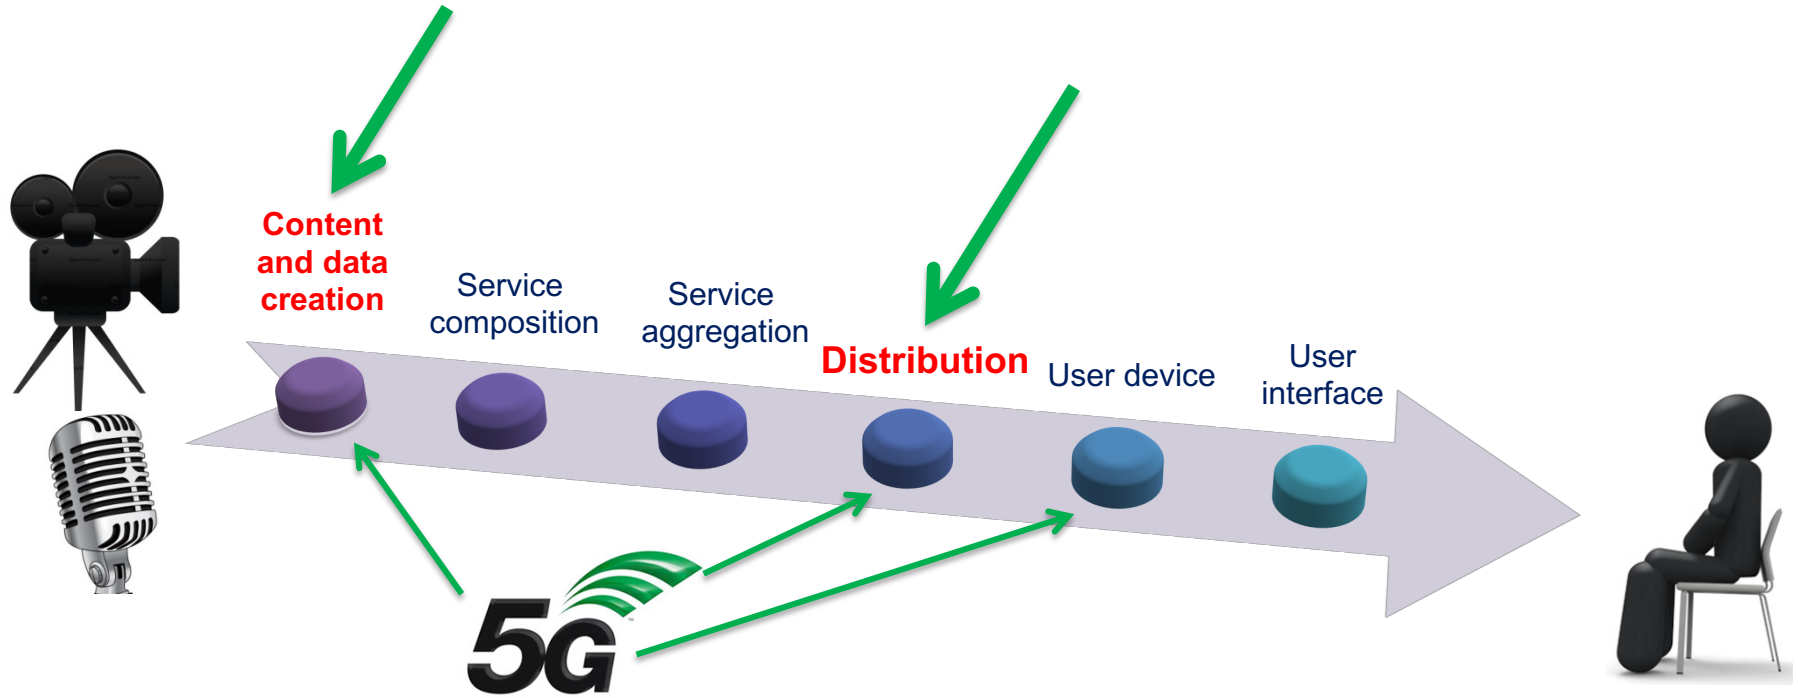 Content
and data
creation
Service
composition
Service
aggregation
Distribution
User device
User
interface
5G